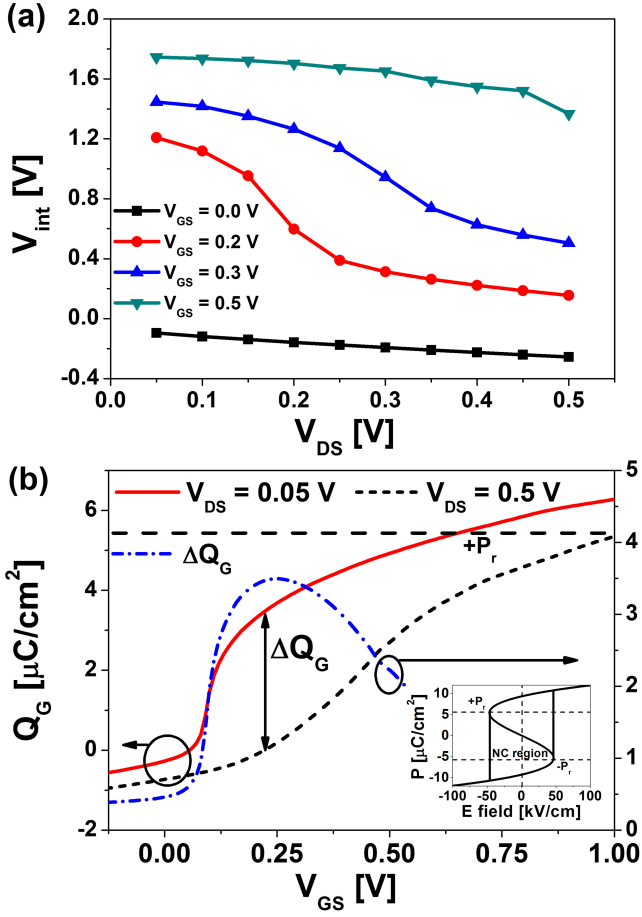 (a)
2.0
1.6
1.2
0.8
0.4
0.0
-0.4
V_int [V]
V_GS = 0.0 V
V_GS = 0.2 V
V_GS = 0.3 V
V_GS = 0.5 V
0.0 0.1 0.2 0.3 0.4 0.5
V_DS [V]
(b)
6
4
2
0
-2
Q_G [μC/cm²]
V_DS = 0.05 V V_DS = 0.5 V
ΔQ_G
+P_r
ΔQ_G
5
4
3
2
1
0
P [μC/cm²]
10
5
0
-5
-10
+P_r
NC region
-P_r
-100 -50 0 50 100
E field [kV/cm]
0.00 0.25 0.50 0.75 1.00
V_GS [V]